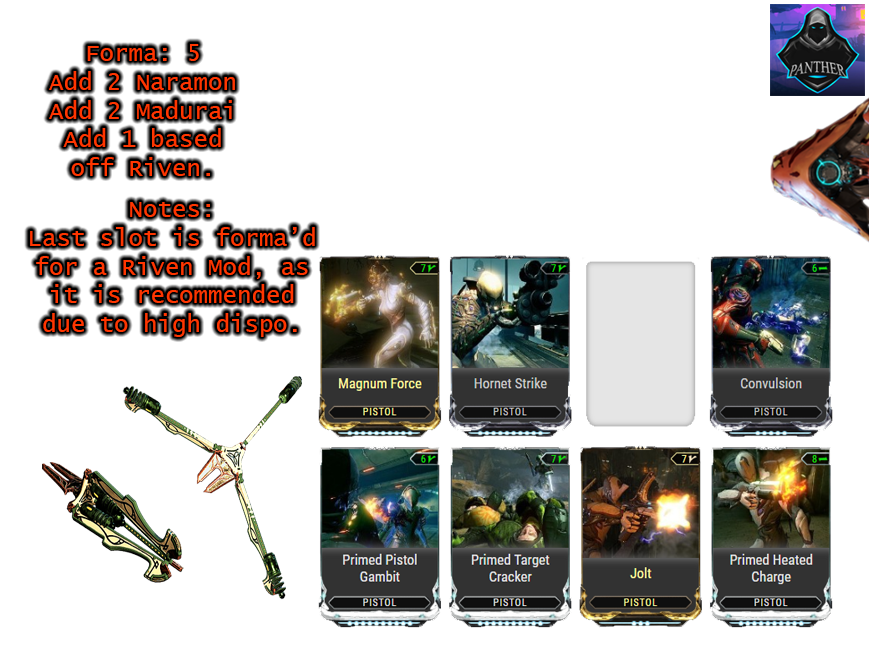 PANTHER
Forma: 5
Add 2 Naramon
Add 2 Madurai
Add 1 based
off Riven.
Notes:
Last slot is forma’d
for a Riven Mod, as
it is recommended
due to high dispo.
7
Magnum Force
PISTOL
7
Hornet Strike
PISTOL
6
Convulsion
PISTOL
6
Primed Pistol
Gambit
PISTOL
7
Primed Target
Cracker
PISTOL
7
Jolt
PISTOL
8
Primed Heated
Charge
PISTOL